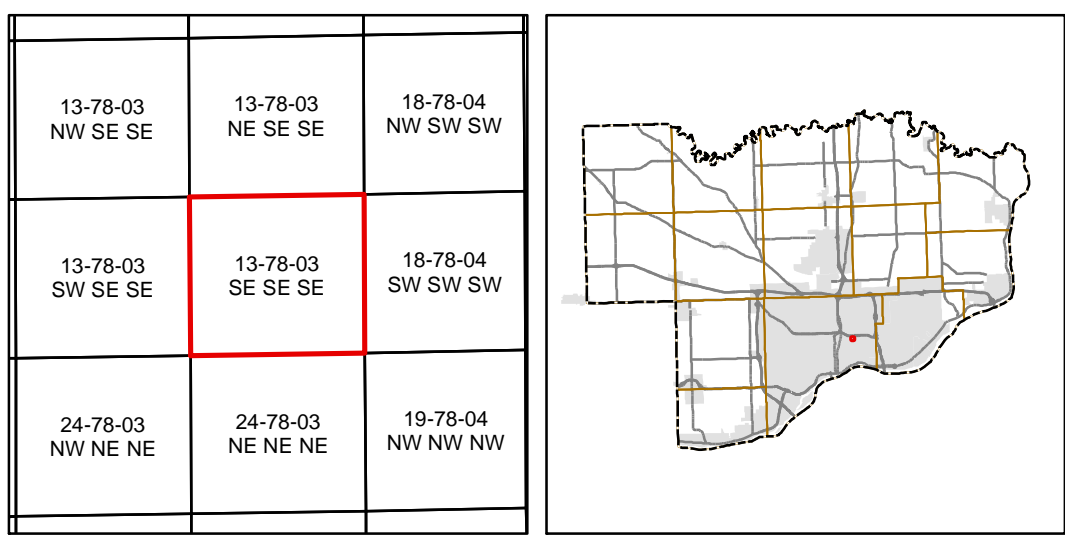 13-78-03
NW SE SE
13-78-03
NE SE SE
18-78-04
NW SW SW
13-78-03
SW SE SE
13-78-03
SE SE SE
18-78-04
SW SW SW
24-78-03
NW NE NE
24-78-03
NE NE NE
19-78-04
NW NW NW